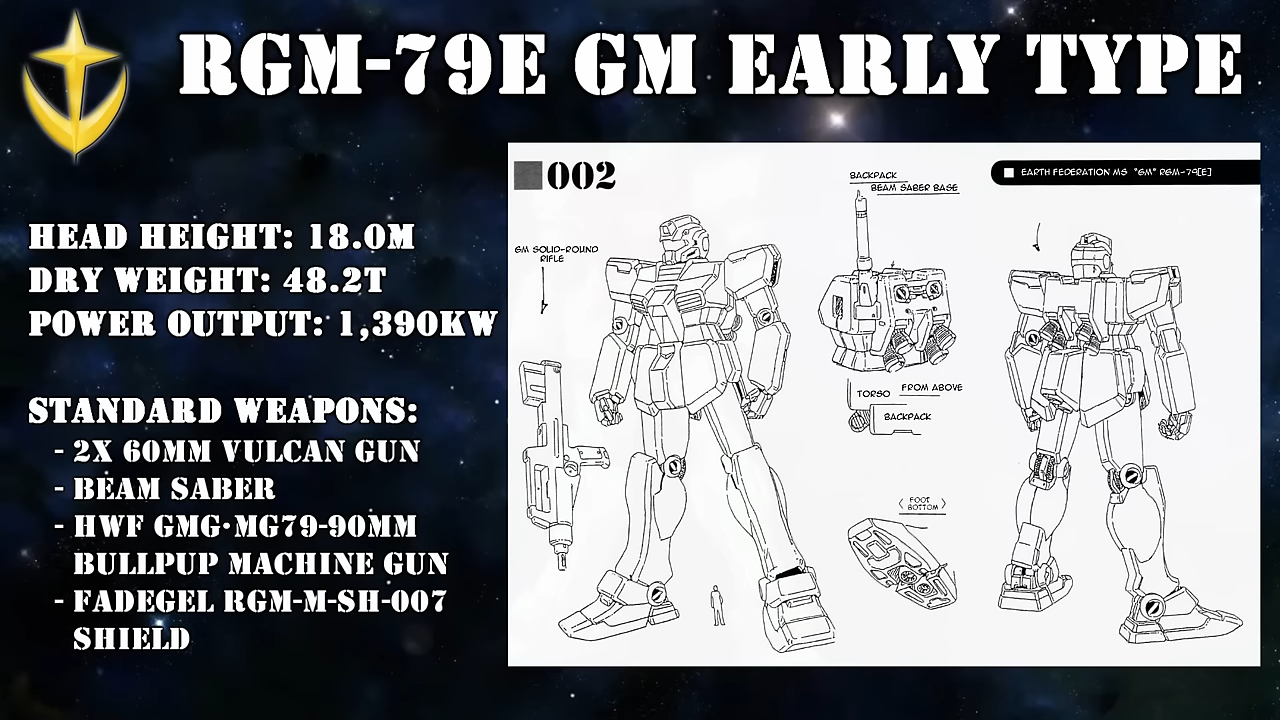 RGM-79E GM EARLY TYPE
HEAD HEIGHT: 18.0M
DRY WEIGHT: 48.2T
POWER OUTPUT: 1,390KW
STANDARD WEAPONS:
- 2X 60MM VULCAN GUN
- BEAM SABER
- HWF GMG·MG79-90MM
BULLPUP MACHINE GUN
- FADEGEL RGM-M-SH-007
SHIELD
002
EARTH FEDERATION MS "GM" RGM-79[E]
GM SOLID-ROUND
RIFLE
BACKPACK
BEAM SABER BASE
TORSO
FROM ABOVE
BACKPACK
〈 FOOT
BOTTOM 〉